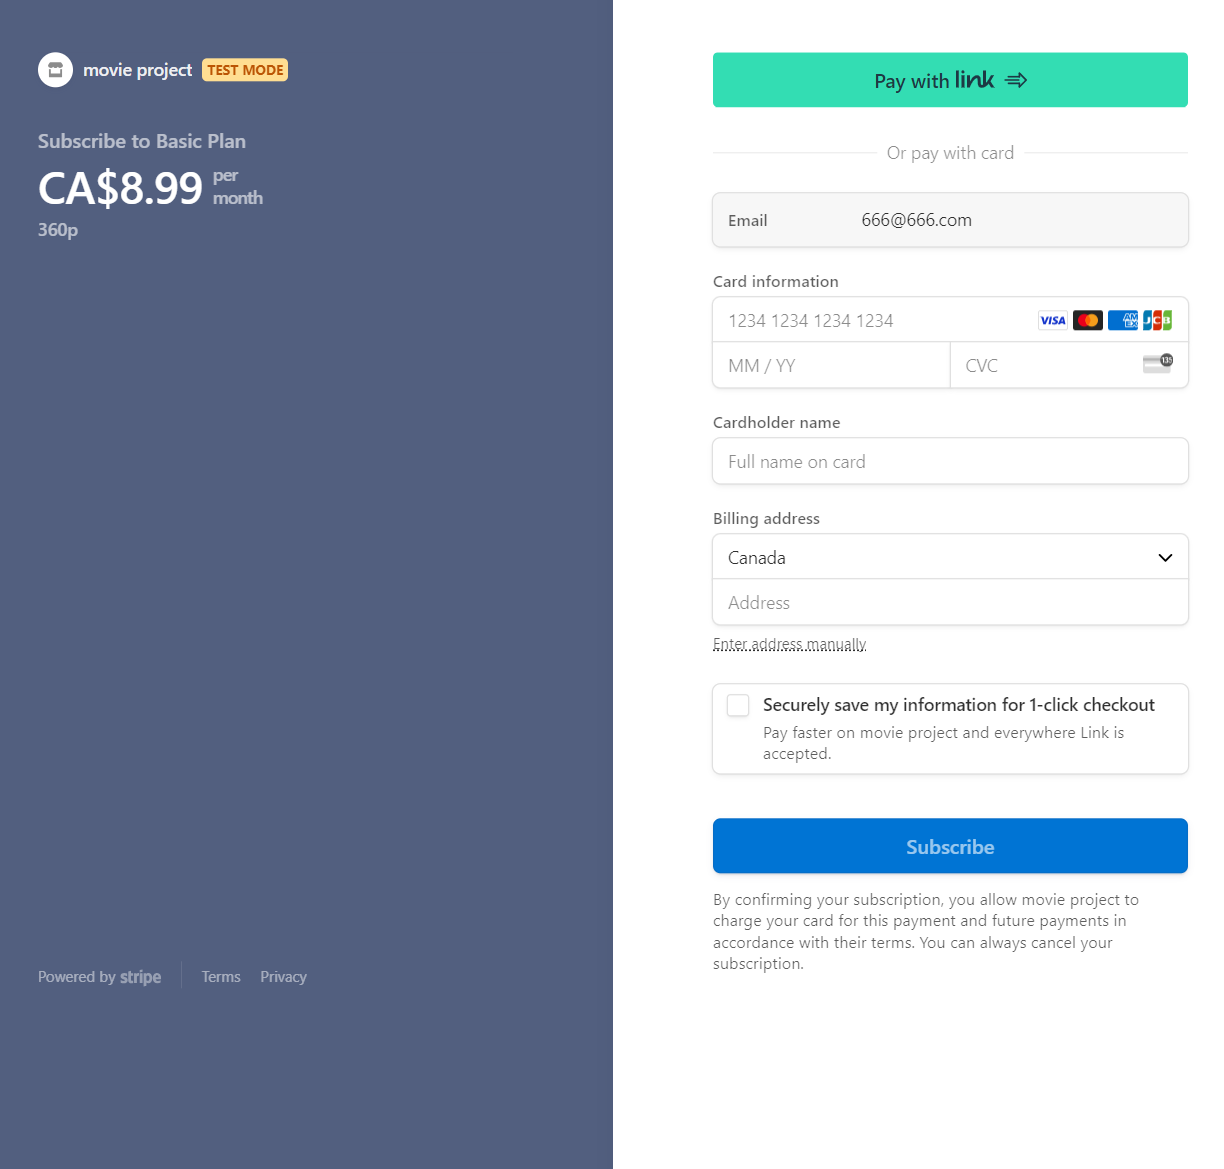 movie project TEST MODE
Subscribe to Basic Plan
CA$8.99 per month
360p
Powered by stripe
Terms
Privacy
Pay with link
Or pay with card
Email 666@666.com
Card information
1234 1234 1234 1234 VISA AM EX JCB
MM / YY CVC 135
Cardholder name
Full name on card
Billing address
Canada
Address
Enter address manually
Securely save my information for 1-click checkout
Pay faster on movie project and everywhere Link is
accepted.
Subscribe
By confirming your subscription, you allow movie project to
charge your card for this payment and future payments in
accordance with their terms. You can always cancel your
subscription.